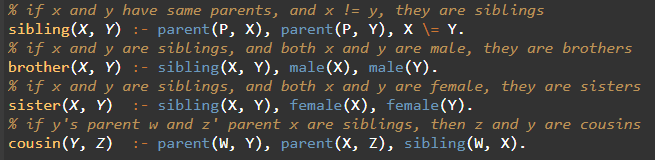 % if x and y have same parents, and x != y, they are siblings
sibling(X, Y) :- parent(P, X), parent(P, Y), X \= Y.
% if x and y are siblings, and both x and y are male, they are brothers
brother(X, Y) :- sibling(X, Y), male(X), male(Y).
% if x and y are siblings, and both x and y are female, they are sisters
sister(X, Y)  :- sibling(X, Y), female(X), female(Y).
% if y's parent w and z' parent x are siblings, then z and y are cousins
cousin(Y, Z)  :- parent(W, Y), parent(X, Z), sibling(W, X).